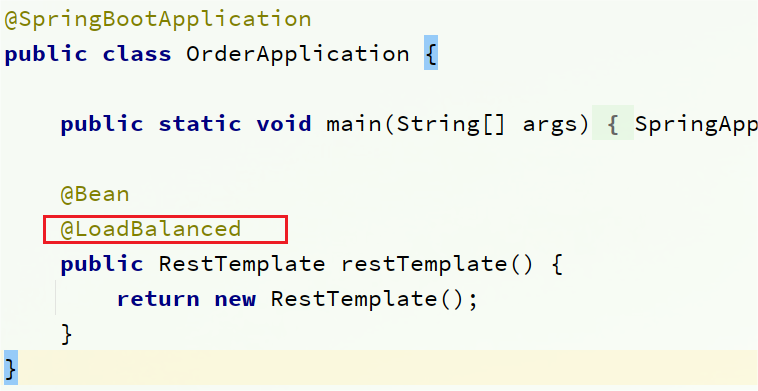 @SpringBootApplication
public class OrderApplication {
public static void main(String[] args) { SpringApp
@Bean
@LoadBalanced
public RestTemplate restTemplate() {
return new RestTemplate();
}
}